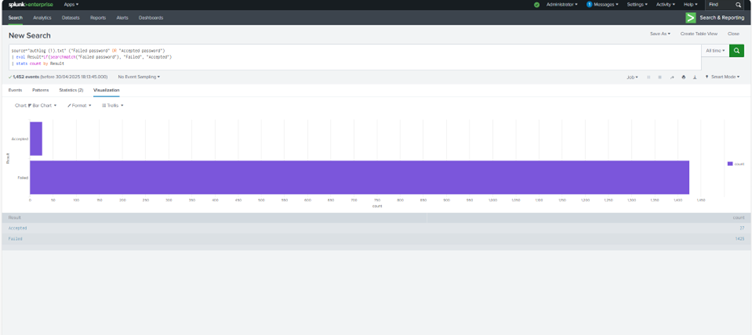 splunk>enterprise Apps Administrator Messages Settings Activity Help Find
Search Analytics Datasets Reports Alerts Dashboards Search & Reporting
New Search Save As Create Table View Close
source="authlog (1).txt" ("Failed password" OR "accepted password")
| eval Result=if(searchmatch("Failed password"), "Failed", "Accepted")
| stats count by Result
All time
1,452 events (before 30/04/2025 18:13:45.000) No Event Sampling Job Smart Mode
Events Patterns Statistics (2) Visualization
Bar Chart Format Trellis
Accepted
Result
Failed
count
0 50 100 150 200 250 300 350 400 450 500 550 600 650 700 750 800 850 900 950 1,000 1,050 1,100 1,150 1,200 1,250 1,300 1,350 1,400 1,450
count
Result count
Accepted
Failed